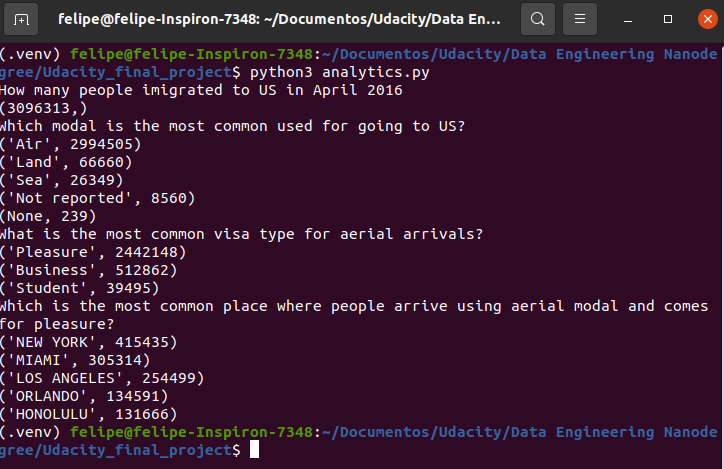 felipe@felipe-Inspiron-7348: ~/Documentos/Udacity/Data En...
(.venv) felipe@felipe-Inspiron-7348:~/Documentos/Udacity/Data Engineering Nanode
gree/Udacity_final_project$ python3 analytics.py
How many people imigrated to US in April 2016
(3096313,)
Which modal is the most common used for going to US?
('Air', 2994505)
('Land', 66660)
('Sea', 26349)
('Not reported', 8560)
(None, 239)
What is the most common visa type for aerial arrivals?
('Pleasure', 2442148)
('Business', 512862)
('Student', 39495)
Which is the most common place where people arrive using aerial modal and comes
for pleasure?
('NEW YORK', 415435)
('MIAMI', 305314)
('LOS ANGELES', 254499)
('ORLANDO', 134591)
('HONOLULU', 131666)
(.venv) felipe@felipe-Inspiron-7348:~/Documentos/Udacity/Data Engineering Nanode
gree/Udacity_final_project$